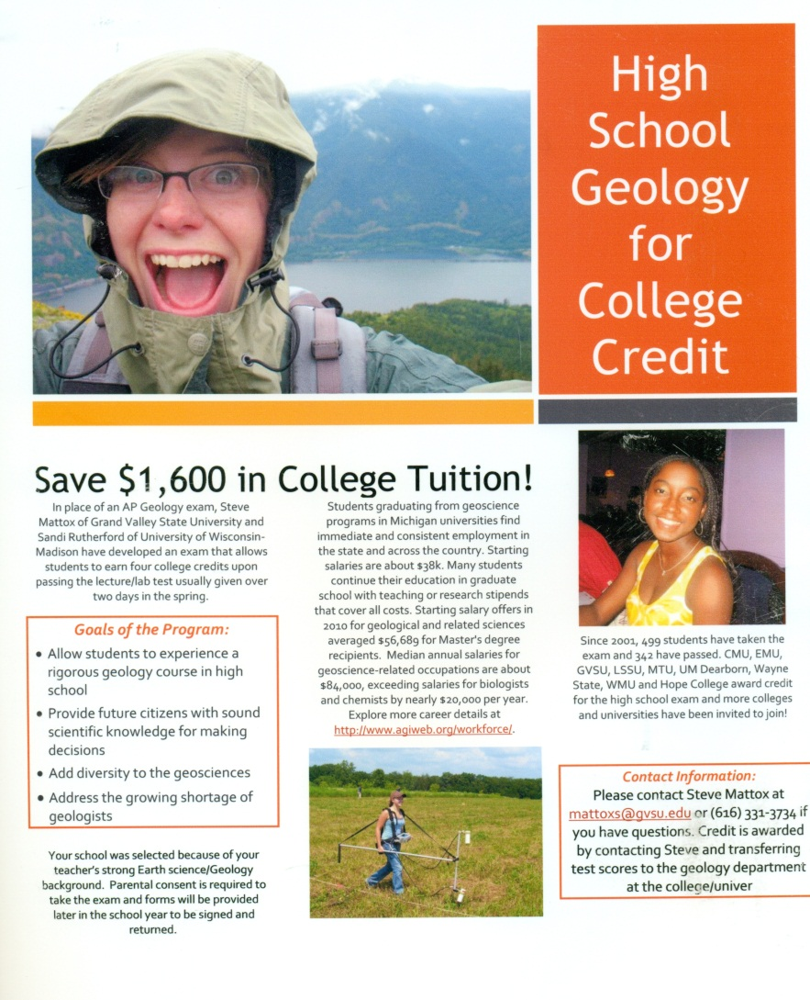 High
School
Geology
for
College
Credit
Save $1,600 in College Tuition!
In place of an AP Geology exam, Steve
Mattox of Grand Valley State University and
Sandi Rutherford of University of Wisconsin-
Madison have developed an exam that allows
students to earn four college credits upon
passing the lecture/lab test usually given over
two days in the spring.
Goals of the Program:
• Allow students to experience a
rigorous geology course in high
school
• Provide future citizens with sound
scientific knowledge for making
decisions
• Add diversity to the geosciences
• Address the growing shortage of
geologists
Your school was selected because of your
teacher's strong Earth science/Geology
background. Parental consent is required to
take the exam and forms will be provided
later in the school year to be signed and
returned.
Students graduating from geoscience
programs in Michigan universities find
immediate and consistent employment in
the state and across the country. Starting
salaries are about $38k. Many students
continue their education in graduate
school with teaching or research stipends
that cover all costs. Starting salary offers in
2010 for geological and related sciences
averaged $56,689 for Master's degree
recipients. Median annual salaries for
geoscience-related occupations are about
$84,000, exceeding salaries for biologists
and chemists by nearly $20,000 per year.
Explore more career details at
http://www.agiweb.org/workforce/.
Since 2001, 499 students have taken the
exam and 342 have passed. CMU, EMU,
GVSU, LSSU, MTU, UM Dearborn, Wayne
State, WMU and Hope College award credit
for the high school exam and more colleges
and universities have been invited to join!
Contact Information:
Please contact Steve Mattox at
mattoxs@gvsu.edu or (616) 331-3734 if
you have questions. Credit is awarded
by contacting Steve and transferring
test scores to the geology department
at the college/univer